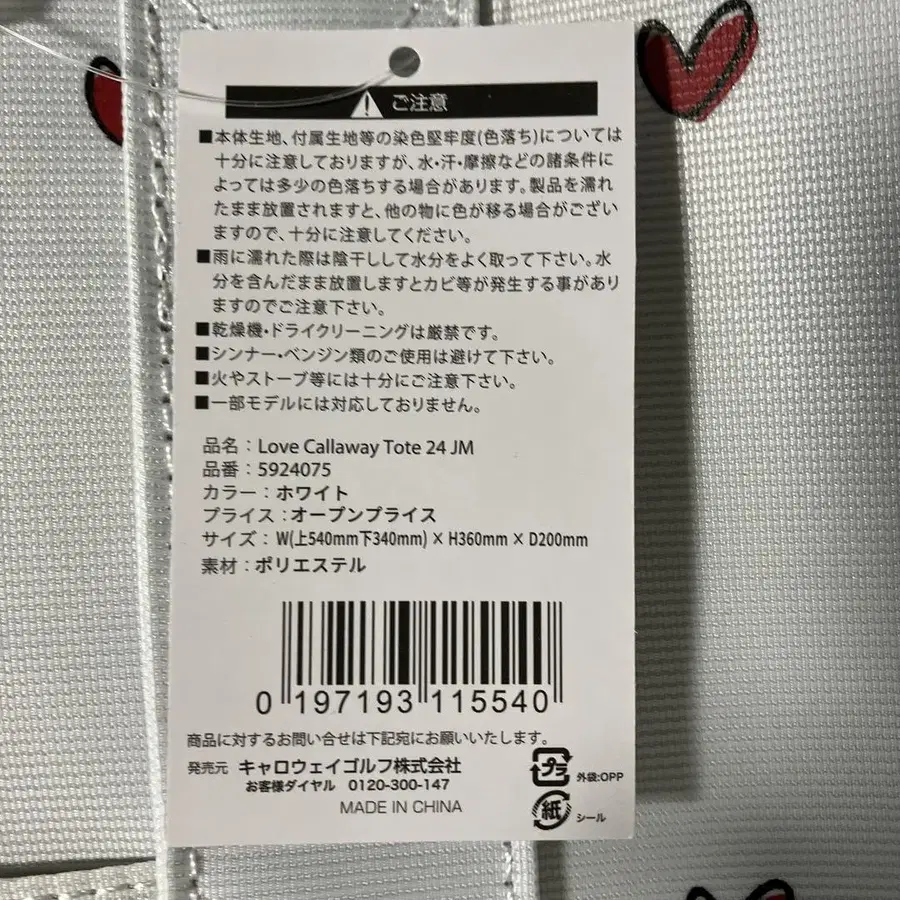 ご注意
■本体生地、付属生地等の染色堅牢度(色落ち)については
十分に注意しておりますが、水・汗・摩擦などの諸条件に
よっては多少の色落ちする場合があります。製品を濡れ
たまま放置されますと、他の物に色が移る場合がござい
ますので、十分に注意してください。
■雨に濡れた際は陰干しして水分をよく取って下さい。水
分を含んだまま放置しますとカビ等が発生する事があり
ますのでご注意下さい。
■乾燥機・ドライクリーニングは厳禁です。
■シンナー・ベンジン類のご使用は避けて下さい。
■火やストーブ等には十分にご注意下さい。
■一部モデルには対応しておりません。
品名：Love Callaway Tote 24 JM
品番：5924075
カラー：ホワイト
プライス：オープンプライス
サイズ：W(上540mm下340mm) × H360mm × D200mm
素材：ポリエステル
0 197193 115540
商品に対するお問い合せは下記宛にお願いいたします。
発売元 キャロウェイゴルフ株式会社
お客様ダイヤル 0120-300-147
MADE IN CHINA
プラ 外袋:OPP
紙 シール